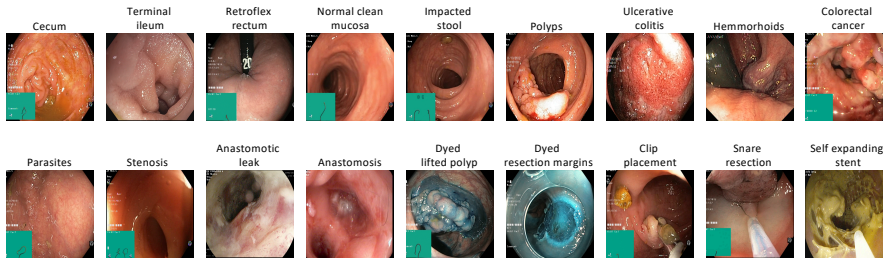 Cecum
Terminal
ileum
Retroflex
rectum
Normal clean
mucosa
Impacted
stool
Polyps
Ulcerative
colitis
Hemmorhoids
Colorectal
cancer
20
Parasites
Stenosis
Anastomotic
leak
Anastomosis
Dyed
lifted polyp
Dyed
resection margins
Clip
placement
Snare
resection
Self expanding
stent